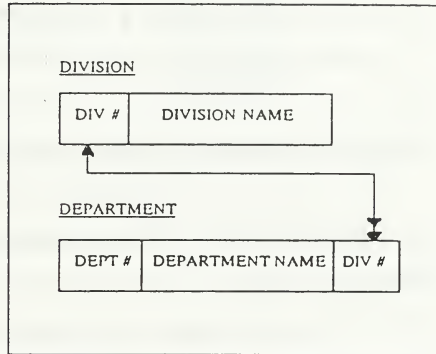 DIVISION
DIV # DIVISION NAME
DEPARTMENT
DEPT # DEPARTMENT NAME DIV #